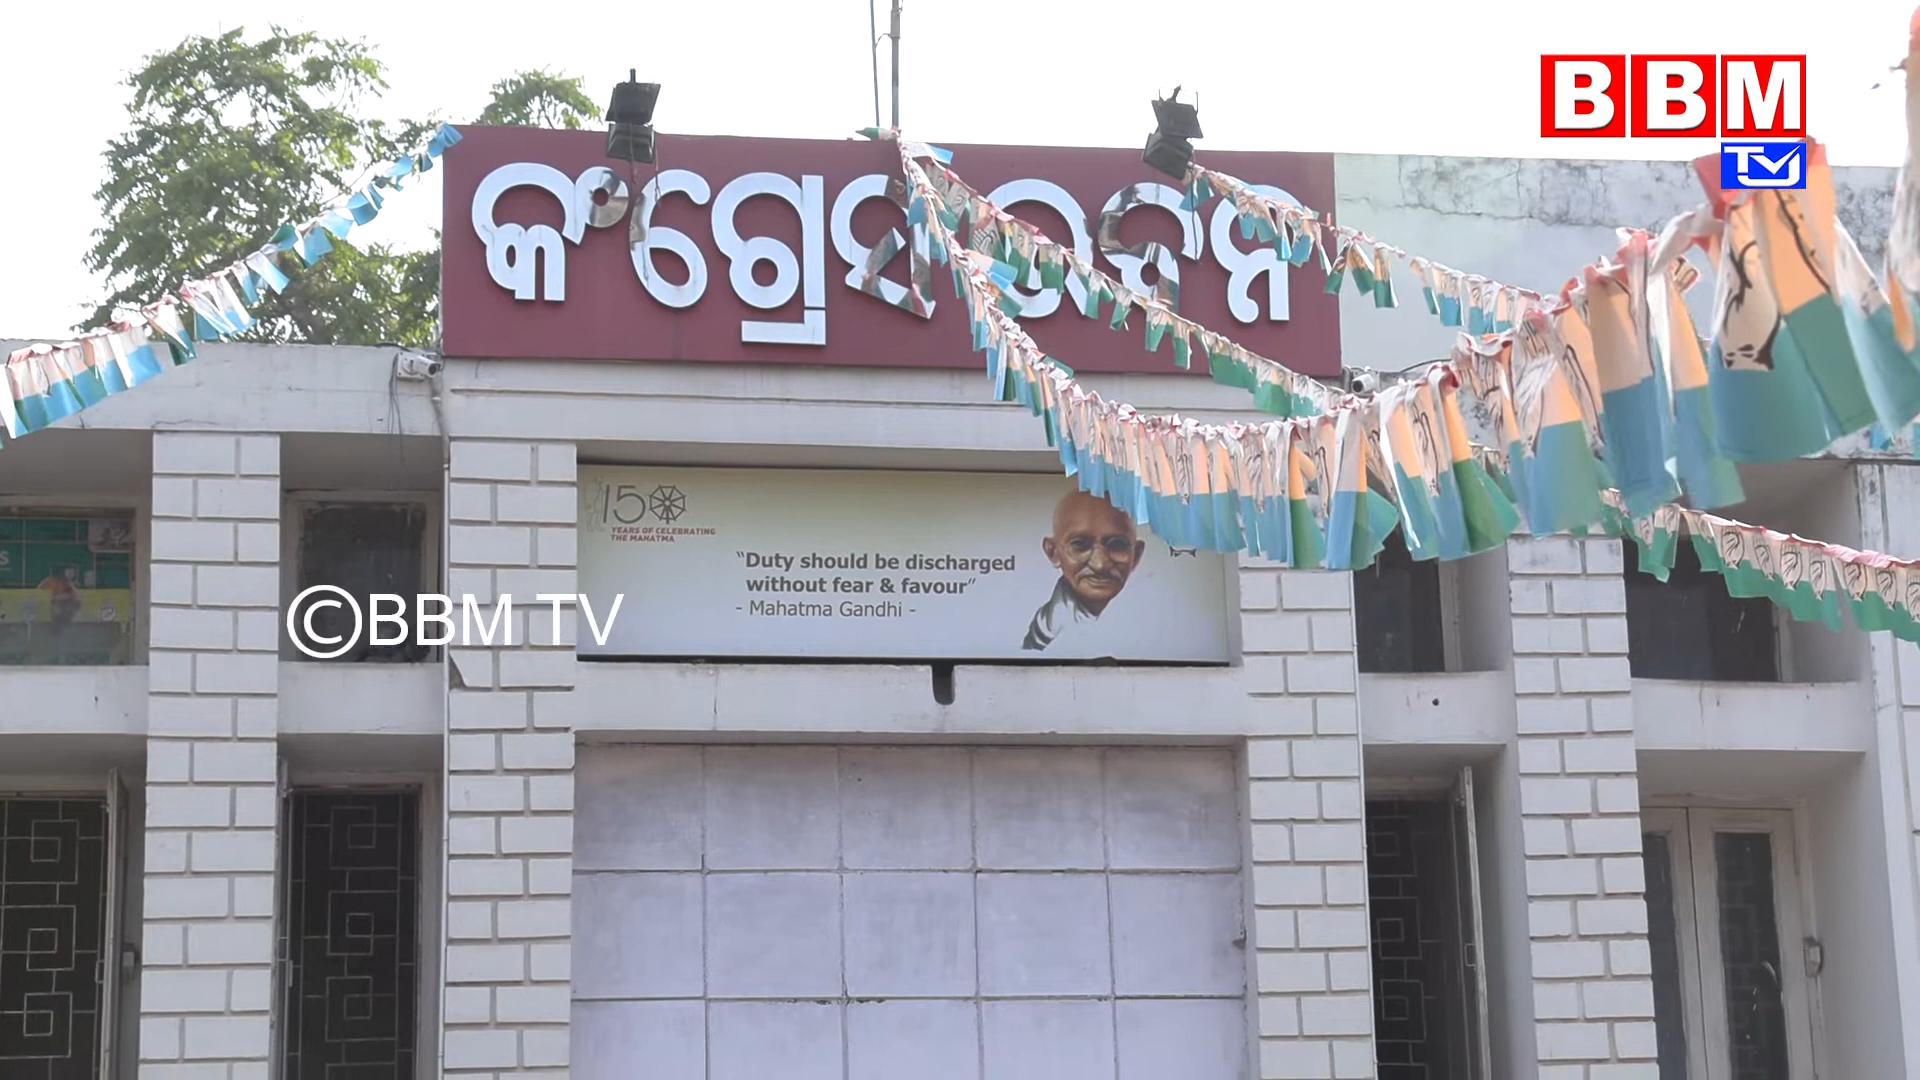 BBM
TV
କଂଗ୍ରେସ ଭବନ
150
YEARS OF CELEBRATING
THE MAHATMA
"Duty should be discharged
without fear & favour"
- Mahatma Gandhi -
©BBM TV